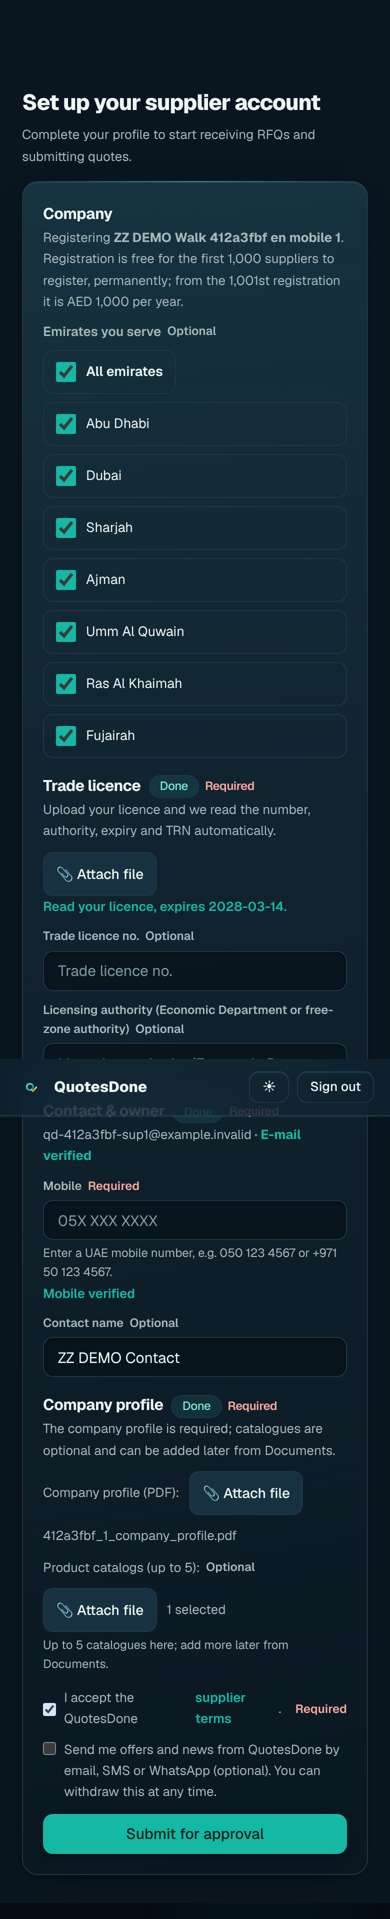 Set up your supplier account
Complete your profile to start receiving RFQs and
submitting quotes.
Company
Registering ZZ DEMO Walk 412a3fbf en mobile 1.
Registration is free for the first 1,000 suppliers to
register, permanently; from the 1,001st registration
it is AED 1,000 per year.
Emirates you serve Optional
All emirates
Abu Dhabi
Dubai
Sharjah
Ajman
Umm Al Quwain
Ras Al Khaimah
Fujairah
Trade licence Done Required
Upload your licence and we read the number,
authority, expiry and TRN automatically.
Attach file
Read your licence, expires 2028-03-14.
Trade licence no. Optional
Trade licence no.
Licensing authority (Economic Department or free-
zone authority) Optional
QuotesDone
Sign out
Contact & owner Done Required
qd-412a3fbf-sup1@example.invalid · E-mail
verified
Mobile Required
05X XXX XXXX
Enter a UAE mobile number, e.g. 050 123 4567 or +971
50 123 4567.
Mobile verified
Contact name Optional
ZZ DEMO Contact
Company profile Done Required
The company profile is required; catalogues are
optional and can be added later from Documents.
Company profile (PDF): Attach file
412a3fbf_1_company_profile.pdf
Product catalogs (up to 5): Optional
Attach file 1 selected
Up to 5 catalogues here; add more later from
Documents.
I accept the QuotesDone supplier terms . Required
Send me offers and news from QuotesDone by
email, SMS or WhatsApp (optional). You can
withdraw this at any time.
Submit for approval